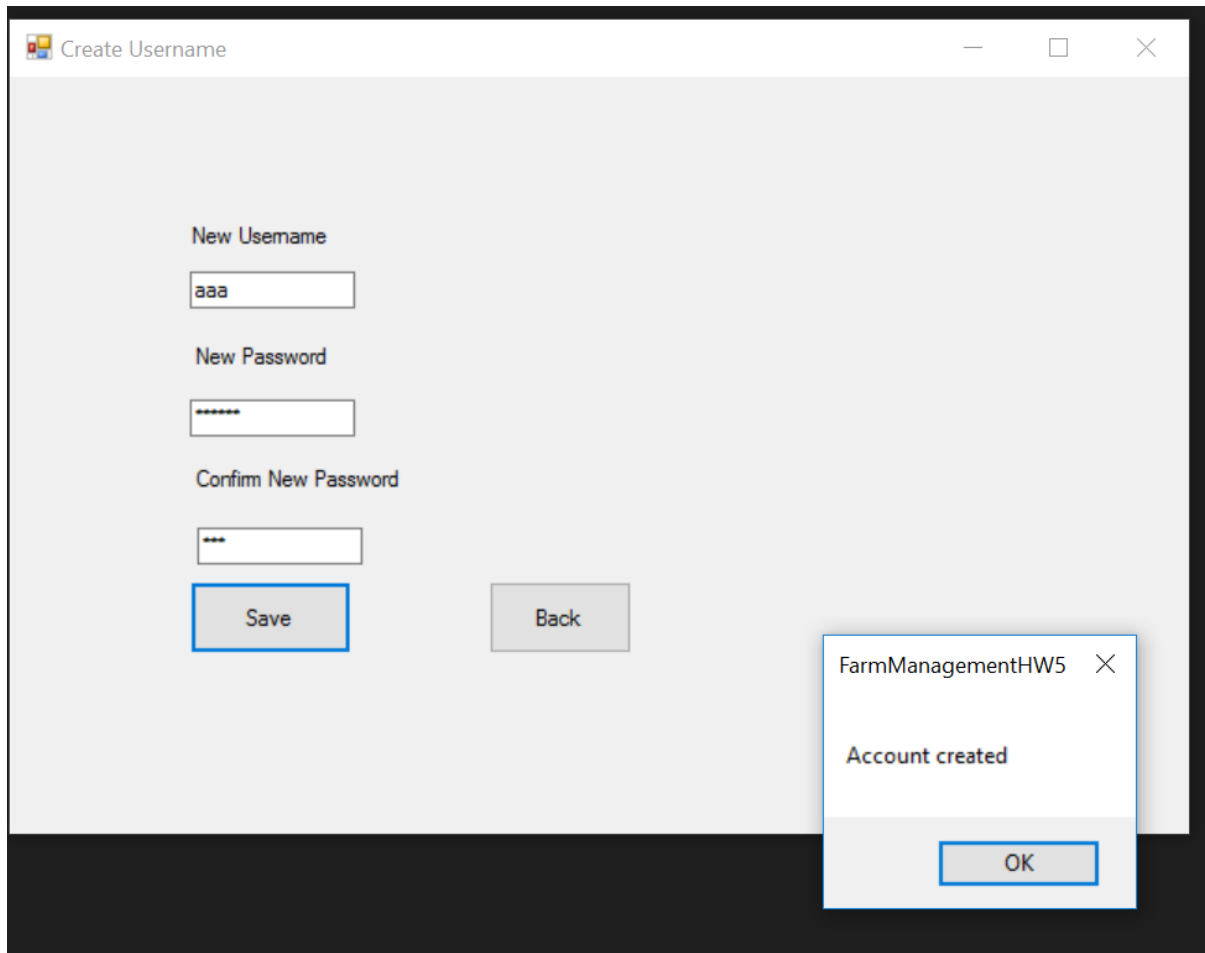 Create Username
New Username
aaa
New Password
******
Confirm New Password
***
Save
Back
FarmManagementHW5
Account created
OK